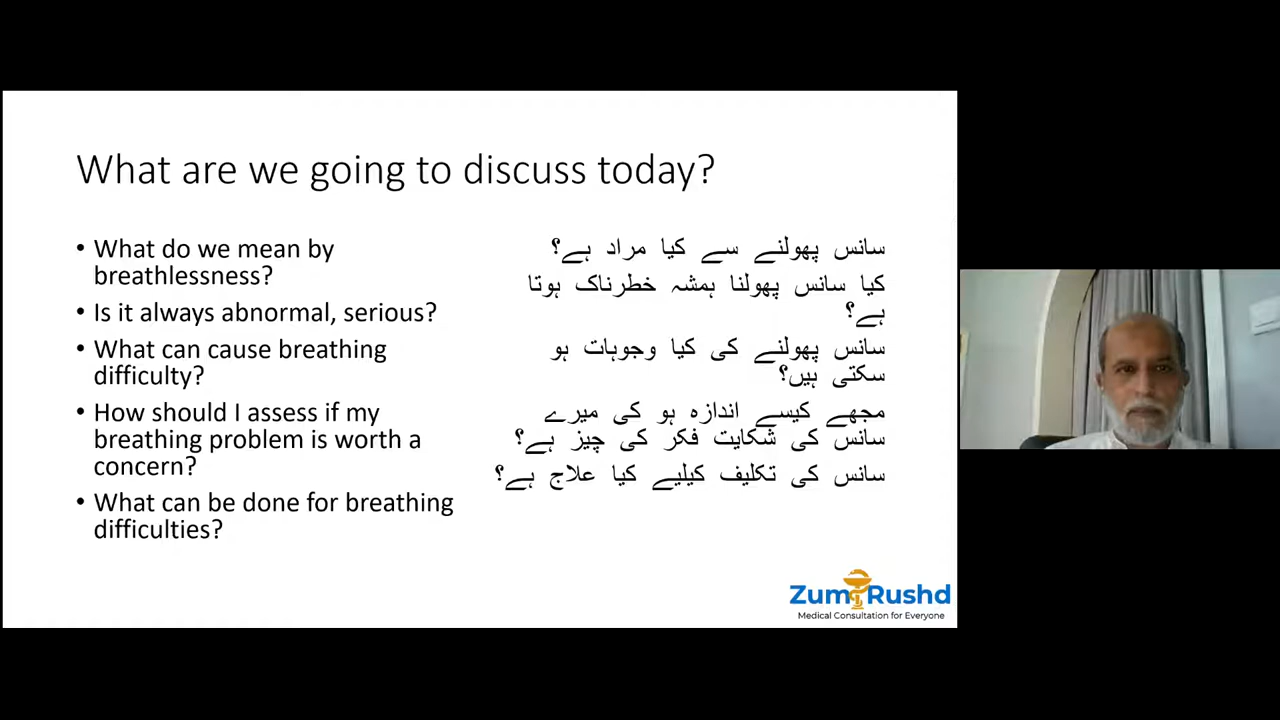 What are we going to discuss today?
• What do we mean by
breathlessness?
• Is it always abnormal, serious?
• What can cause breathing
difficulty?
• How should I assess if my
breathing problem is worth a
concern?
• What can be done for breathing
difficulties?
سانس پھولنے سے کیا مراد ہے؟
کیا سانس پھولنا ہمشہ خطرناک ہوتا
ہے؟
سانس پھولنے کی کیا وجوہات ہو
سکتی ہیں؟
مجھے کیسے اندازہ ہو کی میرے
سانس کی شکایت فکر کی چیز ہے؟
سانس کی تکلیف کیلیے کیا علاج ہے؟
Zum Rushd
Medical Consultation for Everyone